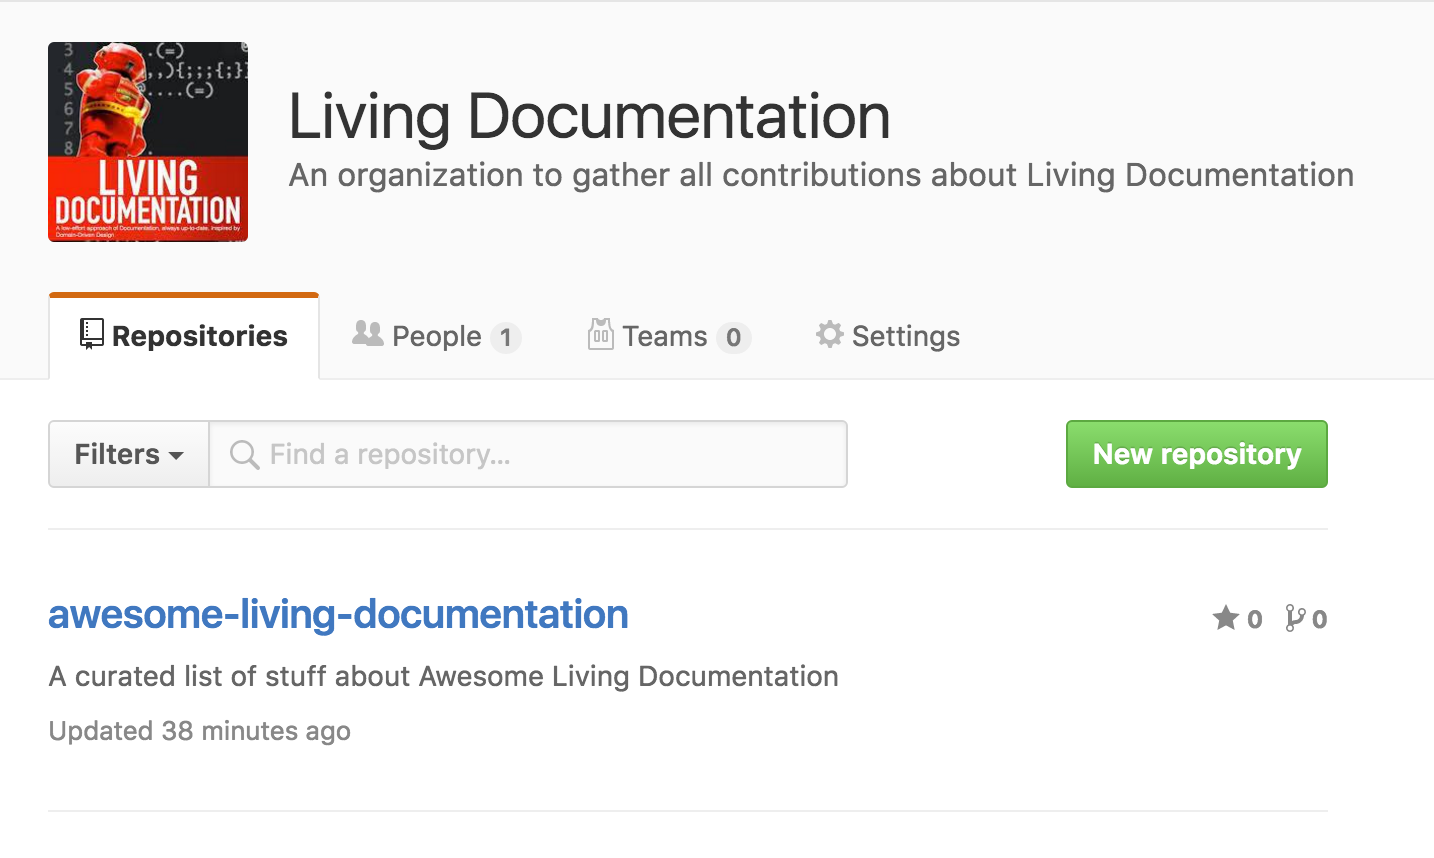 3
4
5
6
7
8
.(=)
,,){;;;{;}
....(=)
LIVING
DOCUMENTATION
A low-effort approach of Documentation, always up-to-date, inspired by
Domain-Driven Design
Living Documentation
An organization to gather all contributions about Living Documentation
Repositories
People 1
Teams 0
Settings
Filters
Find a repository...
New repository
awesome-living-documentation
0 0
A curated list of stuff about Awesome Living Documentation
Updated 38 minutes ago